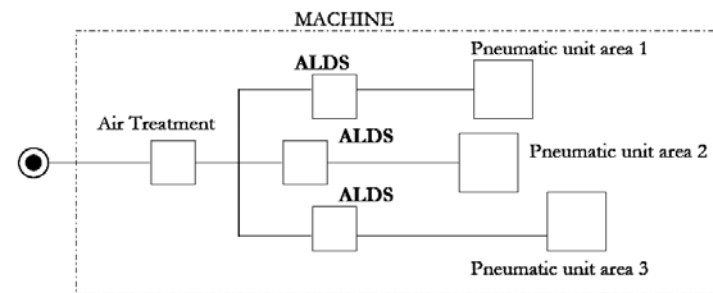 MACHINE
Pneumatic unit area 1
ALDS
Air Treatment
ALDS
Pneumatic unit area 2
ALDS
Pneumatic unit area 3